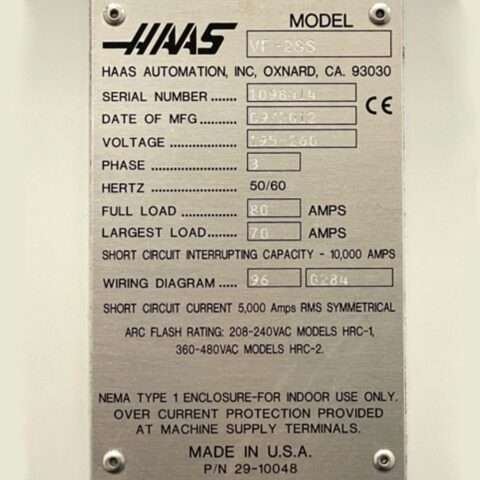 HAAS
MODEL
VF-2SS
HAAS AUTOMATION, INC, OXNARD, CA. 93030
SERIAL NUMBER ......
CE
DATE OF MFG .........
VOLTAGE ..............
PHASE ................. 3
HERTZ ................. 50/60
FULL LOAD ............. 80 AMPS
LARGEST LOAD....... 70 AMPS
SHORT CIRCUIT INTERRUPTING CAPACITY - 10,000 AMPS
WIRING DIAGRAM ..... 96 0284
SHORT CIRCUIT CURRENT 5,000 Amps RMS SYMMETRICAL
ARC FLASH RATING: 208-240VAC MODELS HRC-1,
360-480VAC MODELS HRC-2.
NEMA TYPE 1 ENCLOSURE-FOR INDOOR USE ONLY.
OVER CURRENT PROTECTION PROVIDED
AT MACHINE SUPPLY TERMINALS.
MADE IN U.S.A.
P/N 29-10048